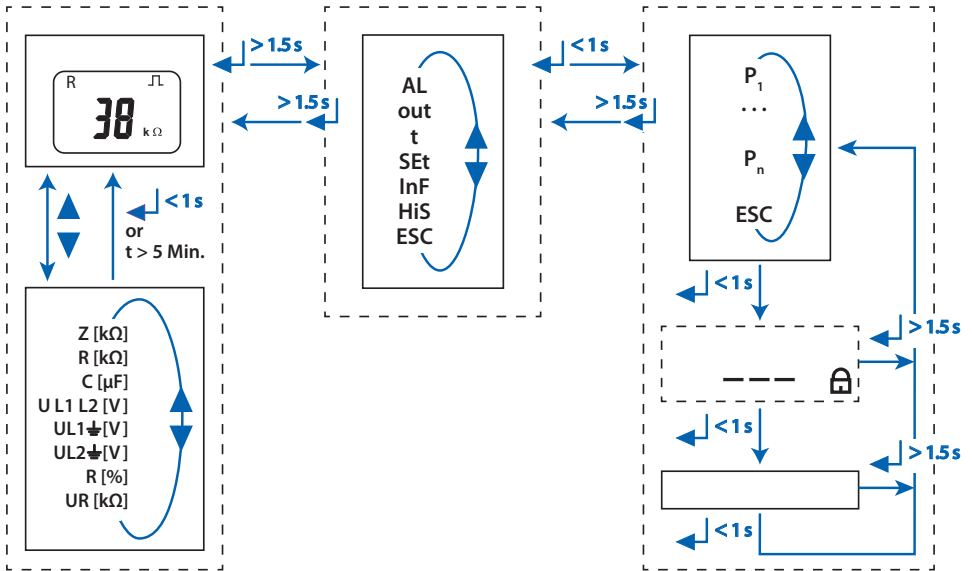 R
38 kΩ
< 1 s
or
t > 5 Min.
Z [kΩ]
R [kΩ]
C [µF]
U L1 L2 [V]
UL1⏚[V]
UL2⏚[V]
R [%]
UR [kΩ]
> 1.5 s
> 1.5 s
AL
out
t
SEt
InF
HiS
ESC
< 1 s
> 1.5 s
P1
...
Pn
ESC
< 1 s
> 1.5 s
– – –
< 1 s
> 1.5 s
< 1 s